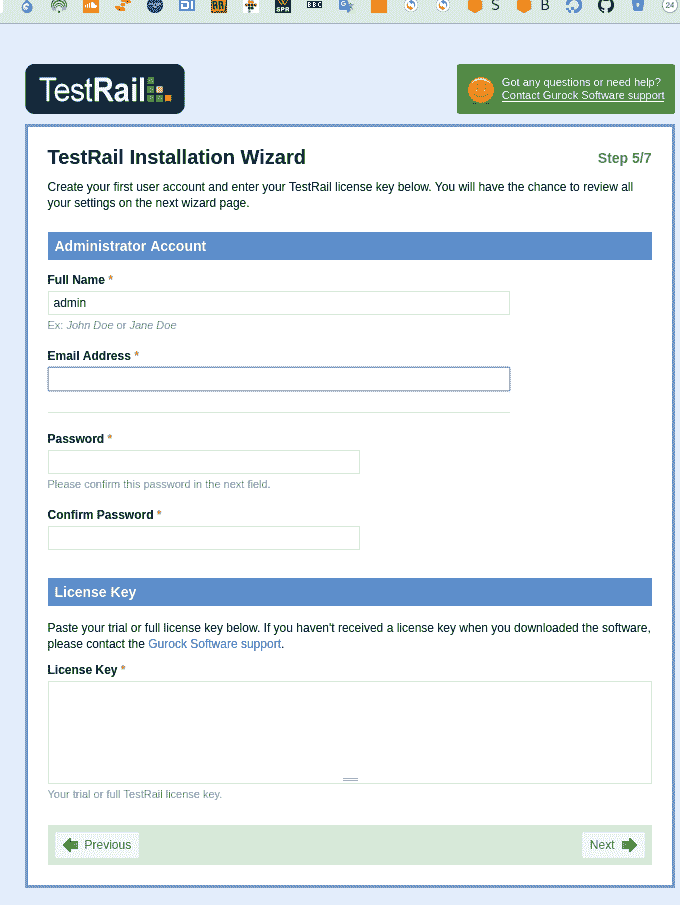 DI
RA
WPR
BBC
S
B
24
TestRail
Got any questions or need help?
Contact Gurock Software support
TestRail Installation Wizard
Step 5/7
Create your first user account and enter your TestRail license key below. You will have the chance to review all
your settings on the next wizard page.
Administrator Account
Full Name *
admin
Ex: John Doe or Jane Doe
Email Address *
Password *
Please confirm this password in the next field.
Confirm Password *
License Key
Paste your trial or full license key below. If you haven't received a license key when you downloaded the software,
please contact the Gurock Software support.
License Key *
Your trial or full TestRail license key.
Previous
Next